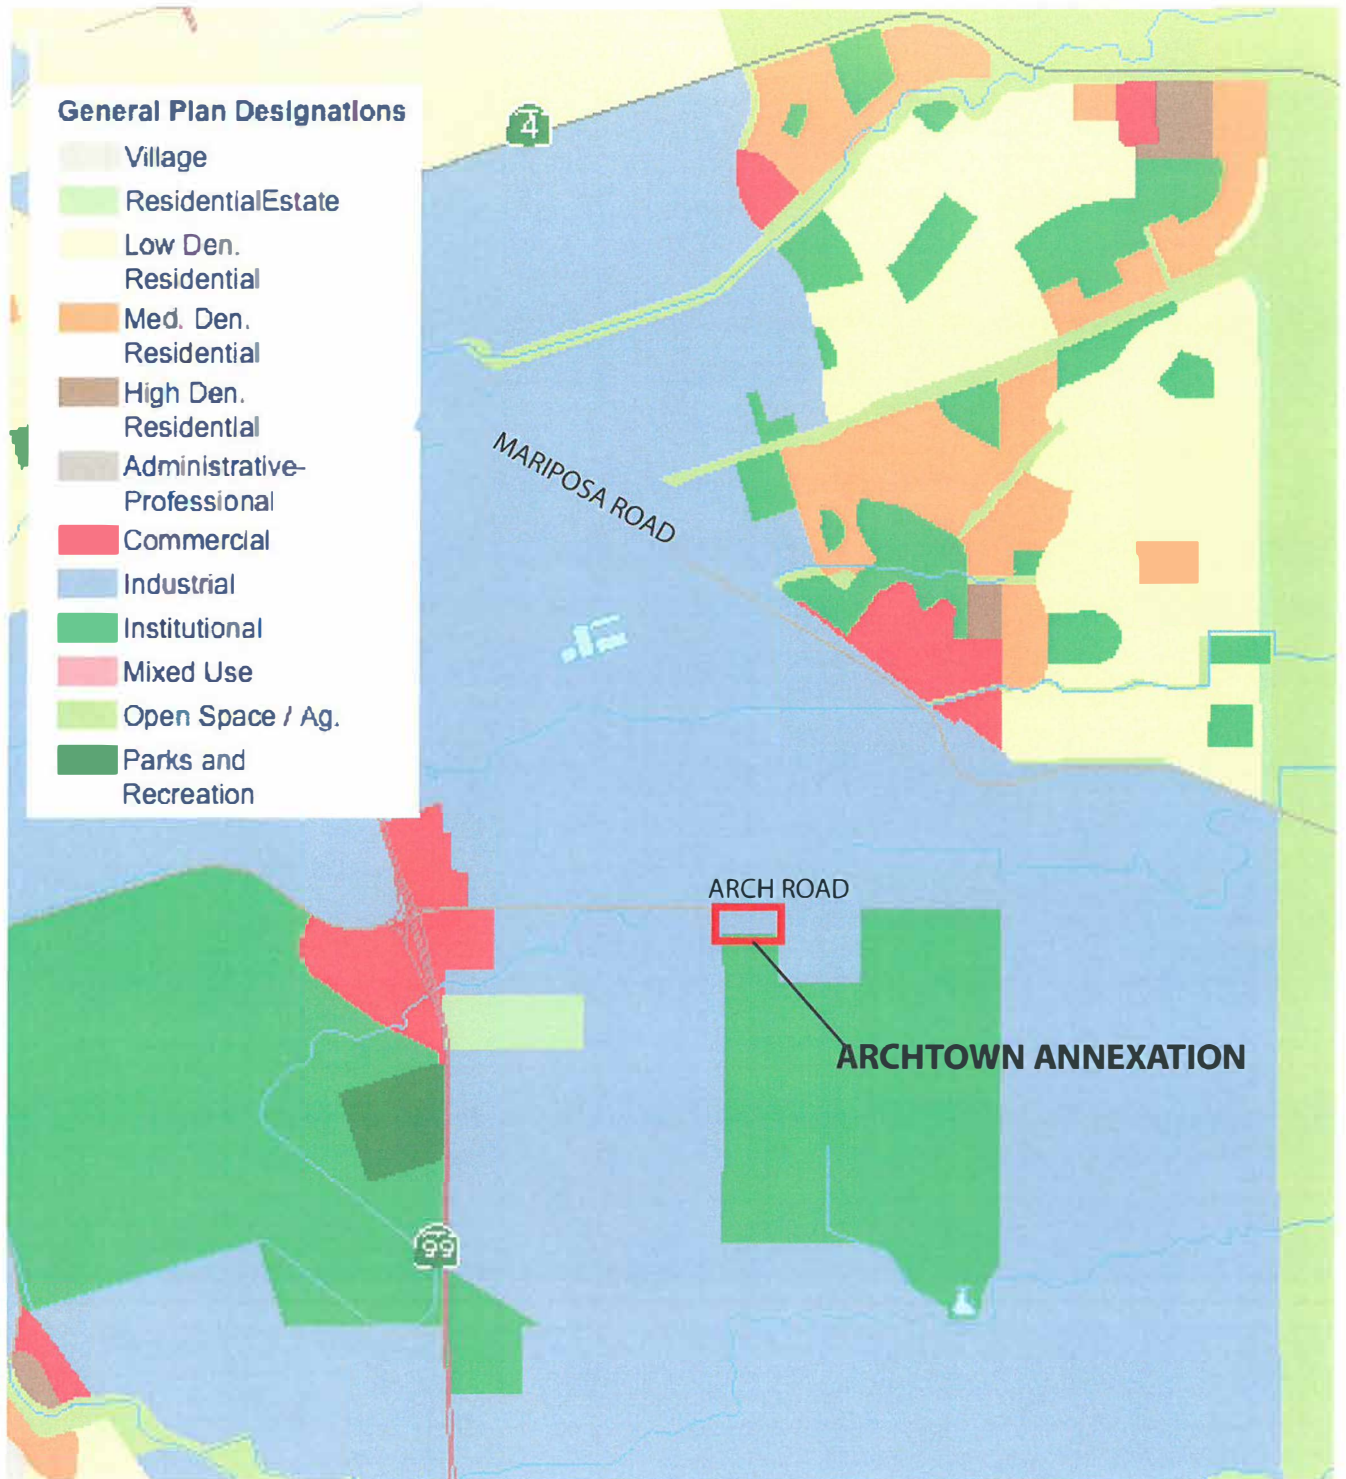 General Plan Designations
Village
ResidentialEstate
Low Den.
Residential
Med. Den.
Residential
High Den.
Residential
Administrative-
Professional
Commercial
Industrial
Institutional
Mixed Use
Open Space / Ag.
Parks and
Recreation
4
MARIPOSA ROAD
ARCH ROAD
ARCHTOWN ANNEXATION
99